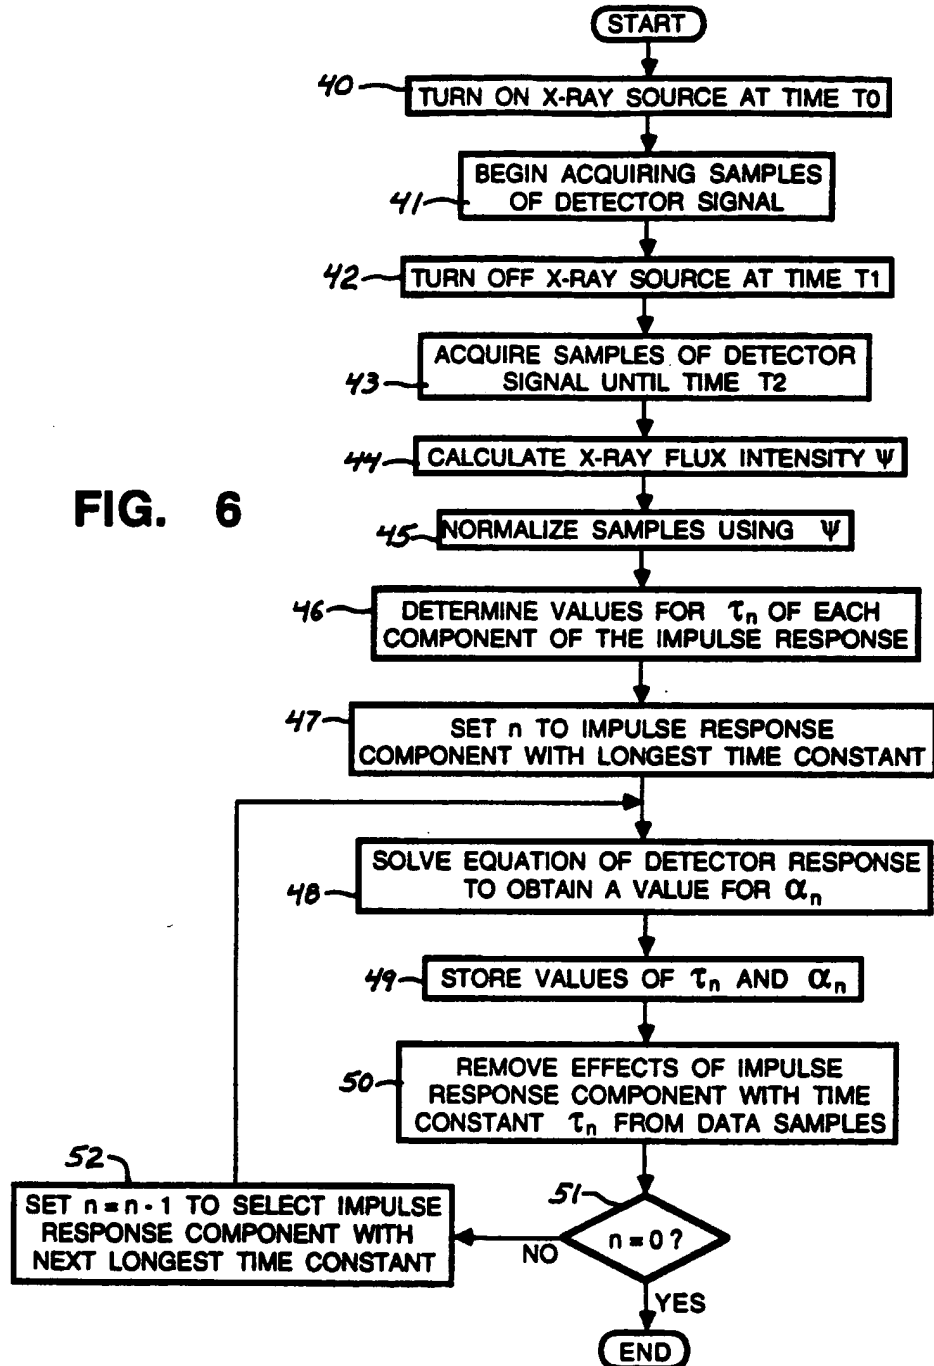 START
40
TURN ON X-RAY SOURCE AT TIME T0
BEGIN ACQUIRING SAMPLES
OF DETECTOR SIGNAL
41
42
TURN OFF X-RAY SOURCE AT TIME T1
ACQUIRE SAMPLES OF DETECTOR
SIGNAL UNTIL TIME T2
43
44
CALCULATE X-RAY FLUX INTENSITY Ψ
FIG. 6
45
NORMALIZE SAMPLES USING Ψ
46
DETERMINE VALUES FOR τn OF EACH
COMPONENT OF THE IMPULSE RESPONSE
47
SET n TO IMPULSE RESPONSE
COMPONENT WITH LONGEST TIME CONSTANT
SOLVE EQUATION OF DETECTOR RESPONSE
TO OBTAIN A VALUE FOR αn
48
49
STORE VALUES OF τn AND αn
50
REMOVE EFFECTS OF IMPULSE
RESPONSE COMPONENT WITH TIME
CONSTANT τn FROM DATA SAMPLES
52
SET n = n - 1 TO SELECT IMPULSE
RESPONSE COMPONENT WITH
NEXT LONGEST TIME CONSTANT
51
n = 0 ?
NO
YES
END